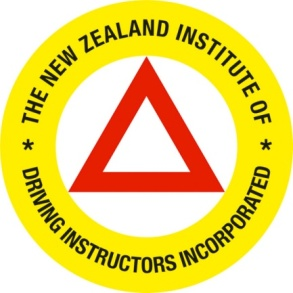 * THE NEW ZEALAND INSTITUTE OF *
DRIVING INSTRUCTORS INCORPORATED